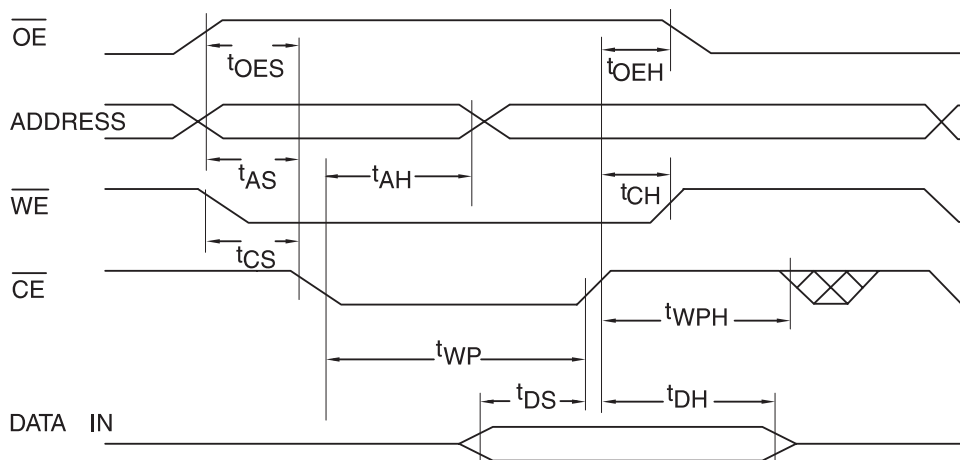 OE
tOES
tOEH
ADDRESS
tAS
tAH
tCH
WE
tCS
CE
tWPH
tWP
tDS
tDH
DATA IN